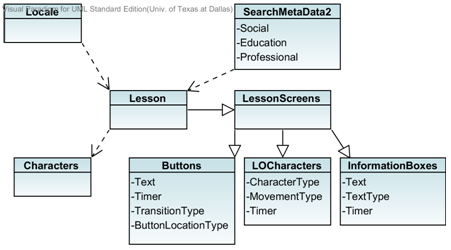 Visual Paradigm for UML Standard Edition(Univ. of Texas at Dallas)
Locale
SearchMetaData2
-Social
-Education
-Professional
Lesson
LessonScreens
Characters
Buttons
-Text
-Timer
-TransitionType
-ButtonLocationType
LOCharacters
-CharacterType
-MovementType
-Timer
InformationBoxes
-Text
-TextType
-Timer